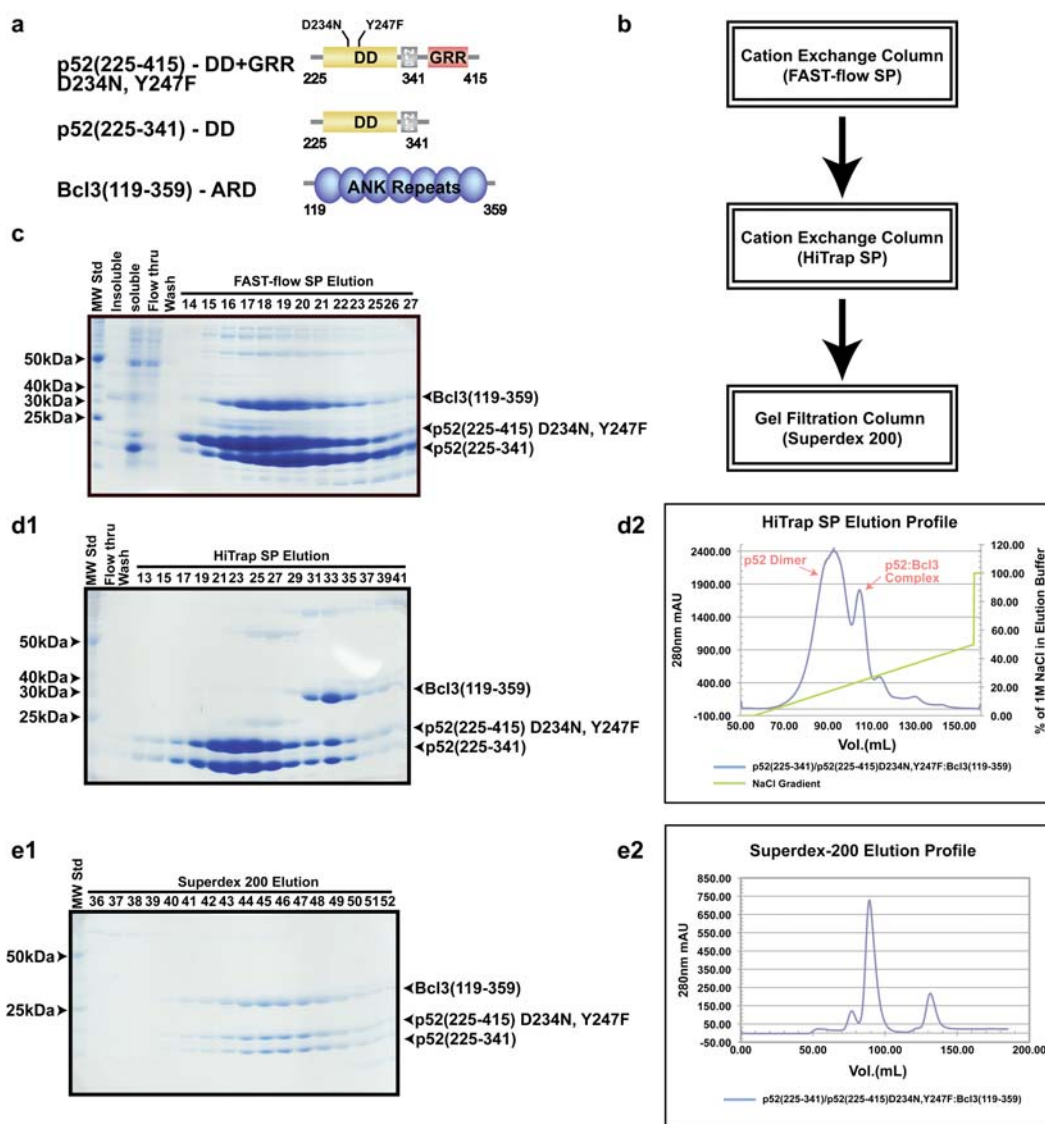 a
D234N Y247F
p52(225-415) - DD+GRR
D234N, Y247F
DD
GRR
225 341 415
p52(225-341) - DD
DD
225 341
Bcl3(119-359) - ARD
ANK Repeats
119 359
b
Cation Exchange Column
(FAST-flow SP)
Cation Exchange Column
(HiTrap SP)
Gel Filtration Column
(Superdex 200)
c
MW Std
Insoluble
soluble
Flow thru
Wash
FAST-flow SP Elution
14 15 16 17 18 19 20 21 22 23 25 26 27
50kDa
40kDa
30kDa
25kDa
Bcl3(119-359)
p52(225-415) D234N, Y247F
p52(225-341)
d1
MW Std
Flow thru
Wash
HiTrap SP Elution
13 15 17 19 21 23 25 27 29 31 33 35 37 39 41
50kDa
40kDa
30kDa
25kDa
Bcl3(119-359)
p52(225-415) D234N, Y247F
p52(225-341)
d2
HiTrap SP Elution Profile
280nm mAU
2400.00
1900.00
1400.00
900.00
400.00
-100.00
p52 Dimer
p52:Bcl3
Complex
120.00
100.00
80.00
60.00
40.00
20.00
0.00
% of 1M NaCl in Elution Buffer
50.00 70.00 90.00 110.00 130.00 150.00
Vol.(mL)
p52(225-341)/p52(225-415)D234N,Y247F:Bcl3(119-359)
NaCl Gradient
e1
MW Std
Superdex 200 Elution
36 37 38 39 40 41 42 43 44 45 46 47 48 49 50 51 52
50kDa
25kDa
Bcl3(119-359)
p52(225-415) D234N, Y247F
p52(225-341)
e2
Superdex-200 Elution Profile
280nm mAU
850.00
750.00
650.00
550.00
450.00
350.00
250.00
150.00
50.00
-50.00
0.00 50.00 100.00 150.00 200.00
Vol.(mL)
p52(225-341)/p52(225-415)D234N,Y247F:Bcl3(119-359)